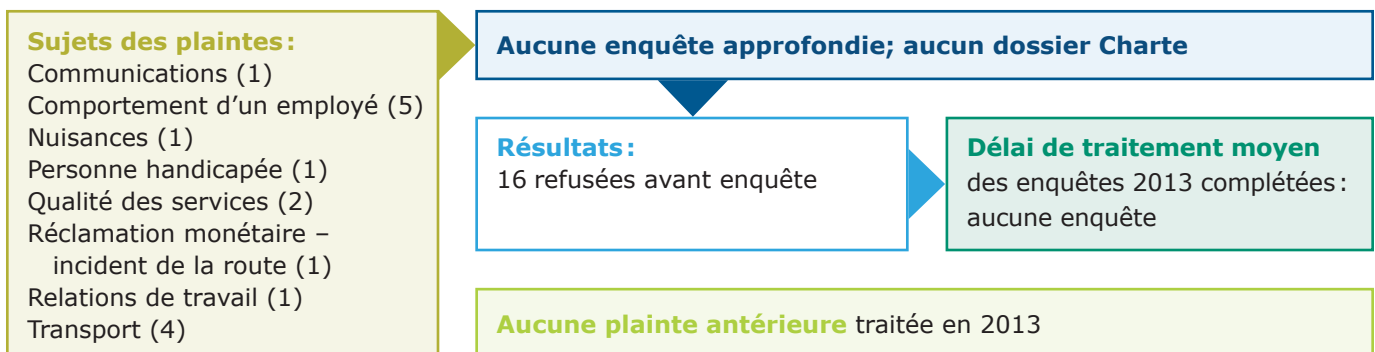 Sujets des plaintes :
Communications (1)
Comportement d'un employé (5)
Nuisances (1)
Personne handicapée (1)
Qualité des services (2)
Réclamation monétaire –
incident de la route (1)
Relations de travail (1)
Transport (4)
Aucune enquête approfondie; aucun dossier Charte
Résultats :
16 refusées avant enquête
Délai de traitement moyen
des enquêtes 2013 complétées :
aucune enquête
Aucune plainte antérieure traitée en 2013